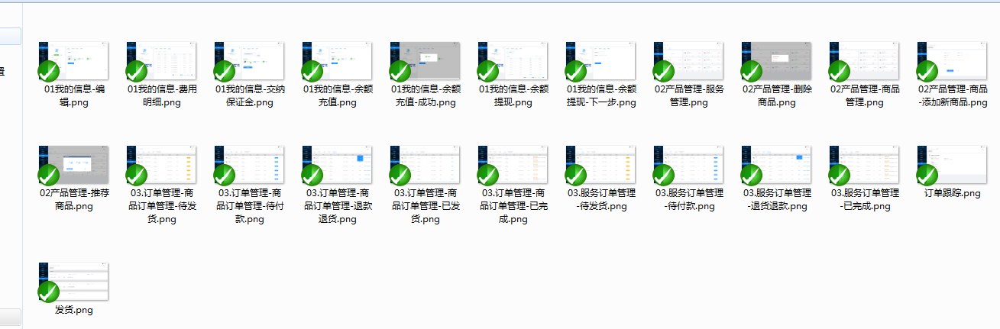 置
01我的信息-编
辑.png
01我的信息-费用
明细.png
01我的信息-交纳
保证金.png
01我的信息-余额
充值.png
01我的信息-余额
充值-成功.png
01我的信息-余额
提现.png
01我的信息-余额
提现-下一步.png
02产品管理-服务
管理.png
02产品管理-删除
商品.png
02产品管理-商品
管理.png
02产品管理-商品
-添加新商品.png
02产品管理-推荐
商品.png
03.订单管理-商
品订单管理-待发
货.png
03.订单管理-商
品订单管理-待付
款.png
03.订单管理-商
品订单管理-退款
退货.png
03.订单管理-商
品订单管理-已发
货.png
03.订单管理-商
品订单管理-已完
成.png
03.服务订单管理
-待发货.png
03.服务订单管理
-待付款.png
03.服务订单管理
-退货退款.png
03.服务订单管理
-已完成.png
订单跟踪.png
发货.png